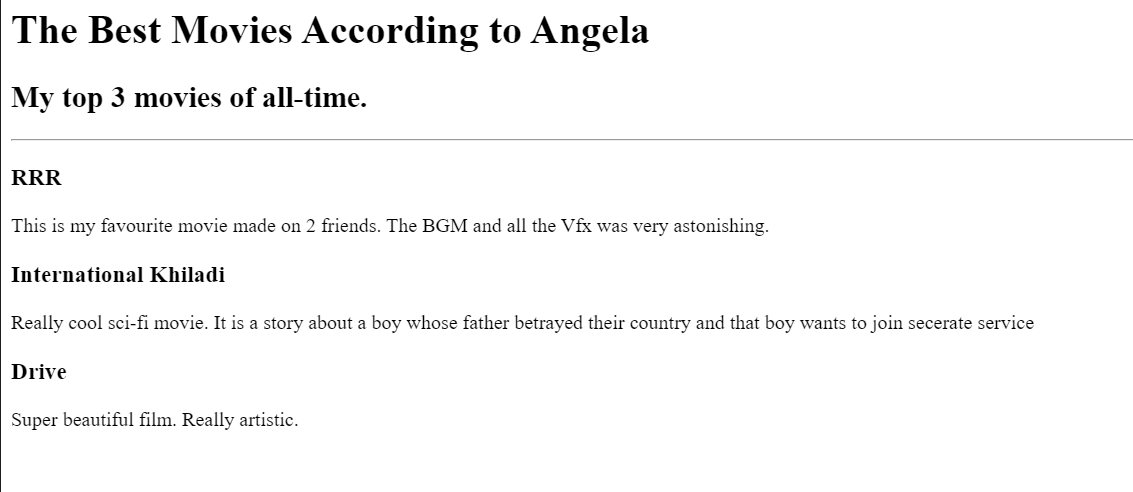 The Best Movies According to Angela
My top 3 movies of all-time.
RRR
This is my favourite movie made on 2 friends. The BGM and all the Vfx was very astonishing.
International Khiladi
Really cool sci-fi movie. It is a story about a boy whose father betrayed their country and that boy wants to join secerate service
Drive
Super beautiful film. Really artistic.